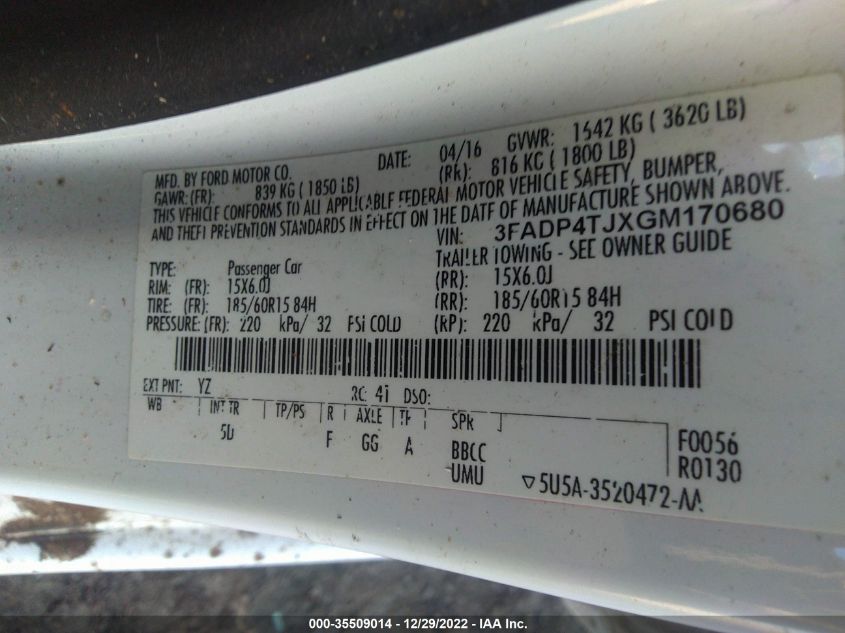 MFD. BY FORD MOTOR CO. DATE: 04/16 GVWR: 1642 KG ( 3620 LB)
GAWR: (FR): 839 KG ( 1850 LB) (RR): 816 KG ( 1800 LB)
THIS VEHICLE CONFORMS TO ALL APPLICABLE FEDERAL MOTOR VEHICLE SAFETY, BUMPER,
AND THEFT PREVENTION STANDARDS IN EFFECT ON THE DATE OF MANUFACTURE SHOWN ABOVE.
VIN: 3FADP4TJXGM170680
TRAILER TOWING - SEE OWNER GUIDE
TYPE: Passenger Car
RIM: (FR): 15X6.0J (RR): 15X6.0J
TIRE: (FR): 185/60R15 84H (RR): 185/60R15 84H
PRESSURE: (FR): 220 kPa/ 32 PSI COLD (RR): 220 kPa/ 32 PSI COLD
EXT PNT: YZ RC: 41 DSO:
WB INT TR TP/PS R AXLE TR SPR
F GG A BBCC
UMU
F0056
R0130
▽5U5A-3520472-AA
000-35509014 - 12/29/2022 - IAA Inc.